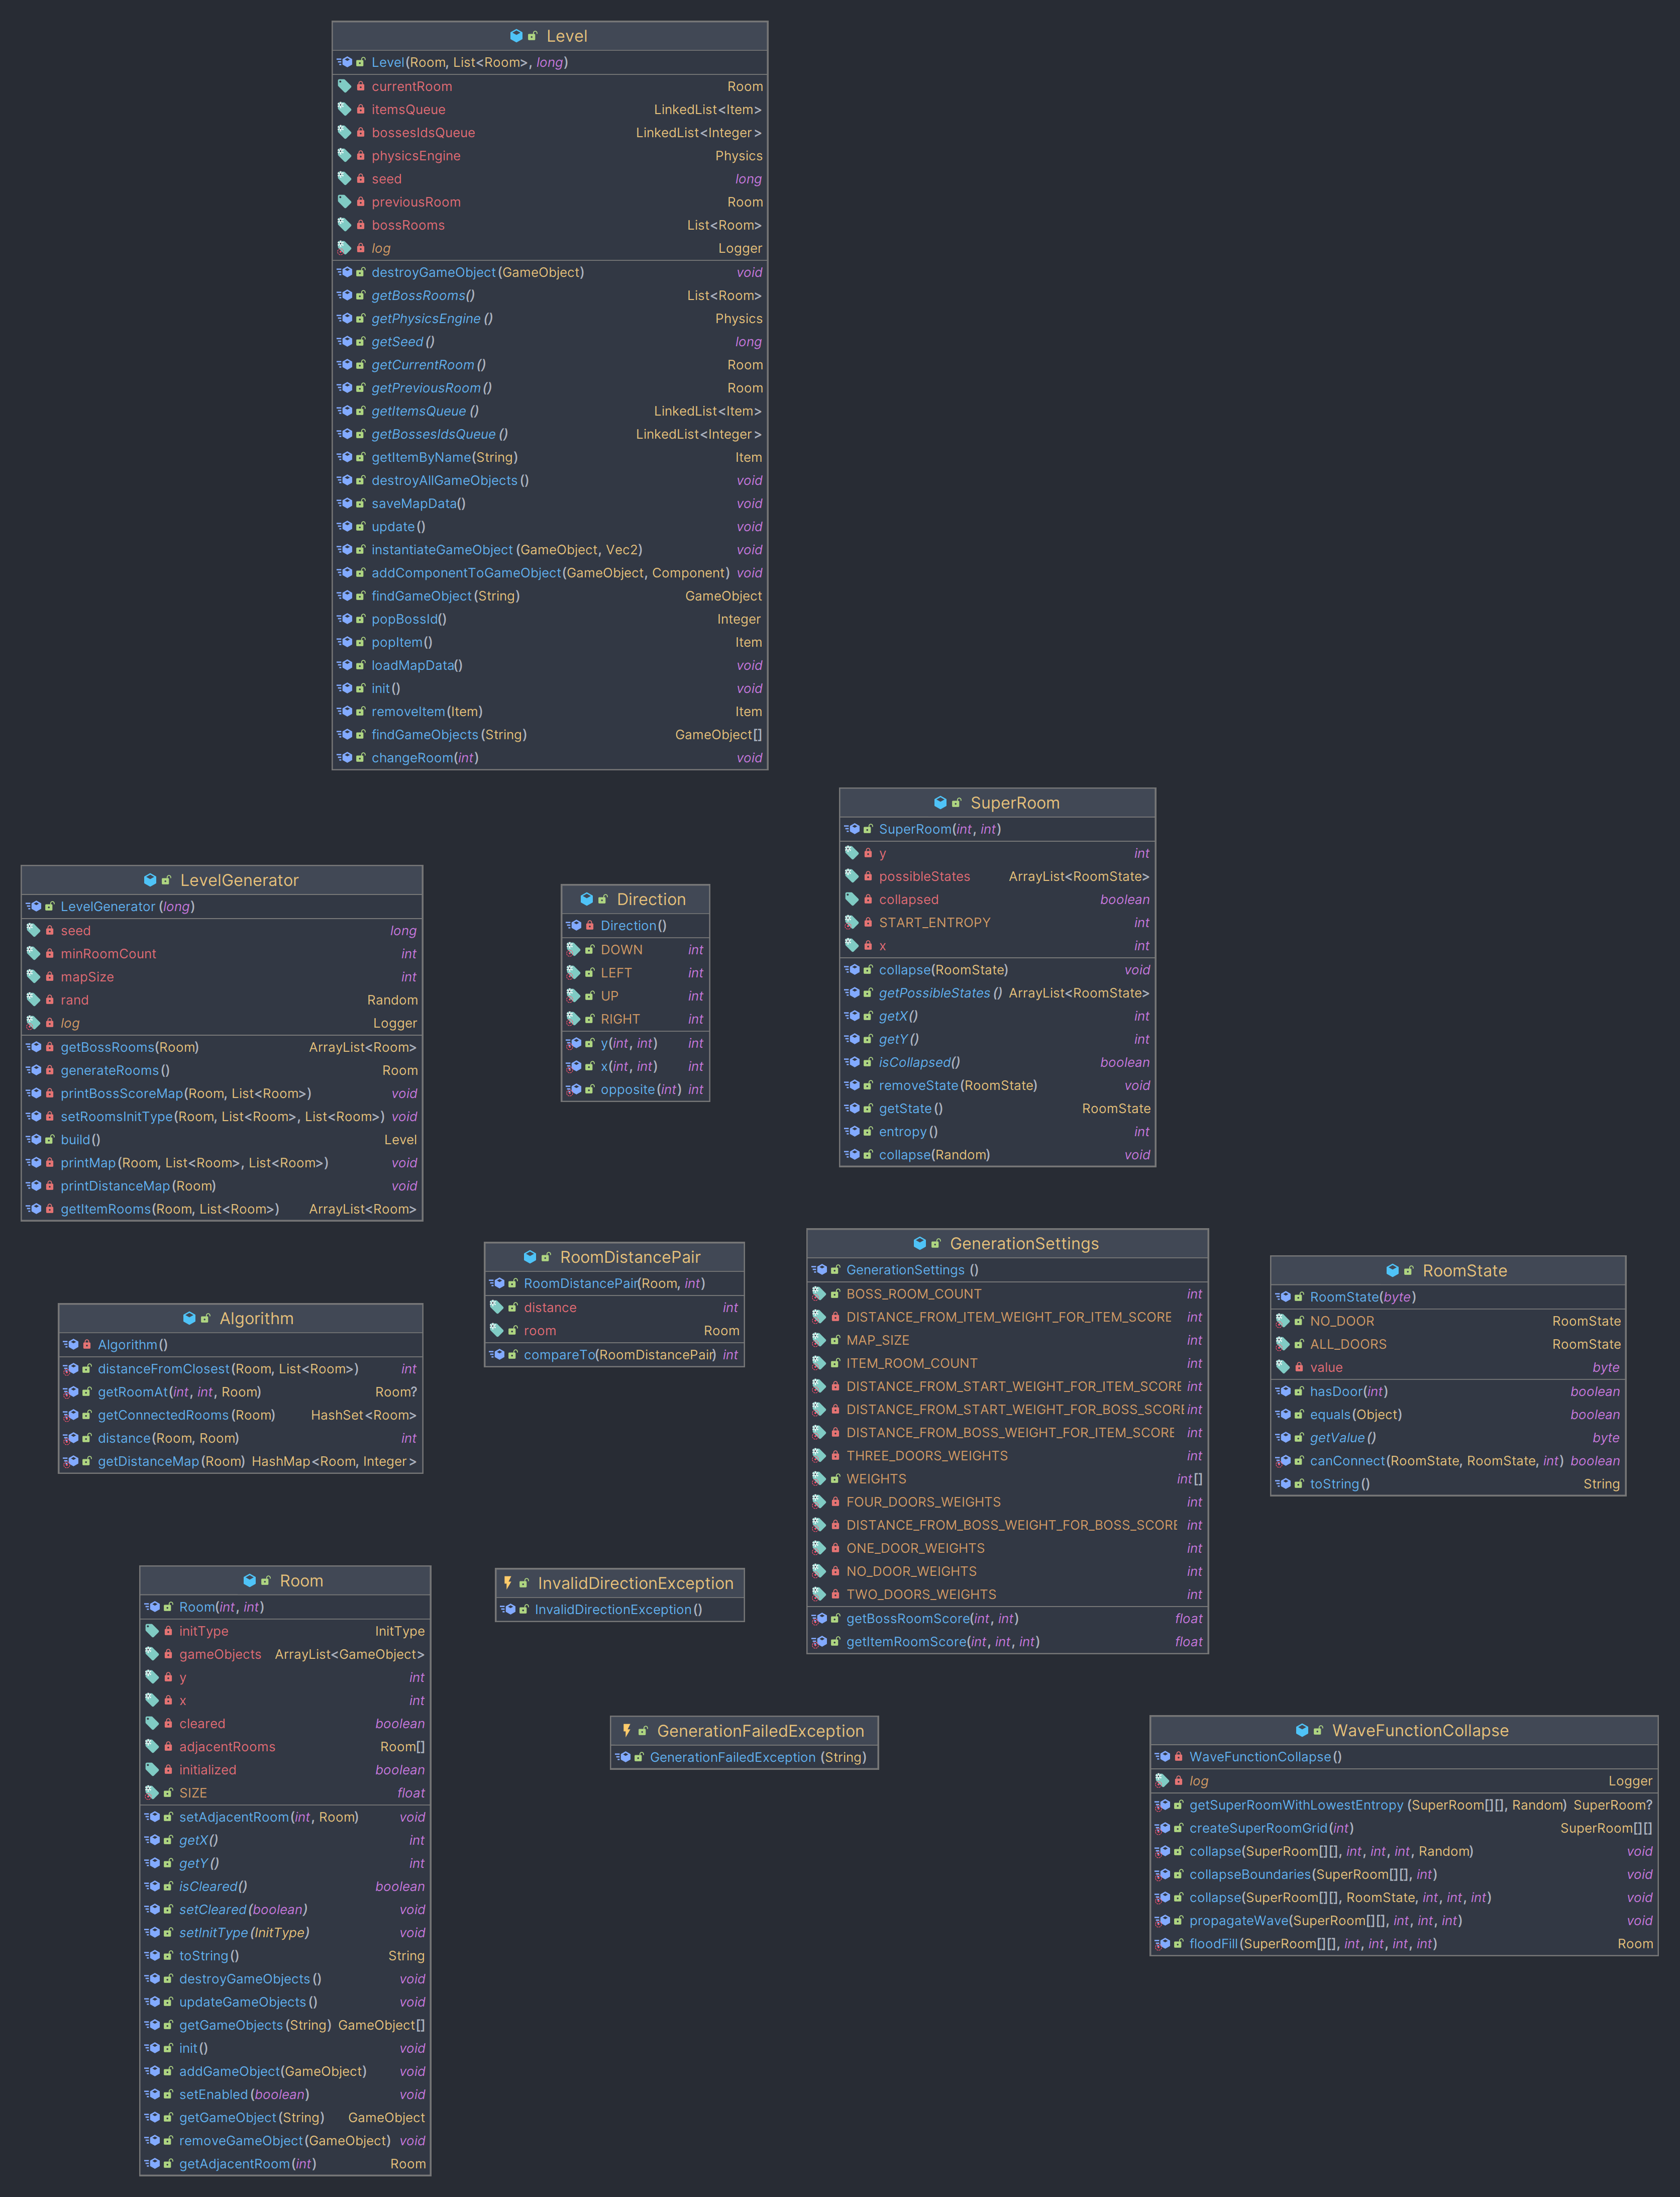 Level
Level(Room, List<Room>, long)
currentRoom Room
itemsQueue LinkedList<Item>
bossesIdsQueue LinkedList<Integer>
physicsEngine Physics
seed long
previousRoom Room
bossRooms List<Room>
log Logger
destroyGameObject(GameObject) void
getBossRooms() List<Room>
getPhysicsEngine() Physics
getSeed() long
getCurrentRoom() Room
getPreviousRoom() Room
getItemsQueue() LinkedList<Item>
getBossesIdsQueue() LinkedList<Integer>
getItemByName(String) Item
destroyAllGameObjects() void
saveMapData() void
update() void
instantiateGameObject(GameObject, Vec2) void
addComponentToGameObject(GameObject, Component) void
findGameObject(String) GameObject
popBossId() Integer
popItem() Item
loadMapData() void
init() void
removeItem(Item) Item
findGameObjects(String) GameObject[]
changeRoom(int) void
SuperRoom
SuperRoom(int, int)
y int
possibleStates ArrayList<RoomState>
collapsed boolean
START_ENTROPY int
x int
collapse(RoomState) void
getPossibleStates() ArrayList<RoomState>
getX() int
getY() int
isCollapsed() boolean
removeState(RoomState) void
getState() RoomState
entropy() int
collapse(Random) void
LevelGenerator
LevelGenerator(long)
seed long
minRoomCount int
mapSize int
rand Random
log Logger
getBossRooms(Room) ArrayList<Room>
generateRooms() Room
printBossScoreMap(Room, List<Room>) void
setRoomsInitType(Room, List<Room>, List<Room>) void
build() Level
printMap(Room, List<Room>, List<Room>) void
printDistanceMap(Room) void
getItemRooms(Room, List<Room>) ArrayList<Room>
Direction
Direction()
DOWN int
LEFT int
UP int
RIGHT int
y(int, int) int
x(int, int) int
opposite(int) int
RoomDistancePair
RoomDistancePair(Room, int)
distance int
room Room
compareTo(RoomDistancePair) int
GenerationSettings
GenerationSettings ()
BOSS_ROOM_COUNT int
DISTANCE_FROM_ITEM_WEIGHT_FOR_ITEM_SCORE int
MAP_SIZE int
ITEM_ROOM_COUNT int
DISTANCE_FROM_START_WEIGHT_FOR_ITEM_SCORE int
DISTANCE_FROM_START_WEIGHT_FOR_BOSS_SCORE int
DISTANCE_FROM_BOSS_WEIGHT_FOR_ITEM_SCORE int
THREE_DOORS_WEIGHTS int
WEIGHTS int[]
FOUR_DOORS_WEIGHTS int
DISTANCE_FROM_BOSS_WEIGHT_FOR_BOSS_SCORE int
ONE_DOOR_WEIGHTS int
NO_DOOR_WEIGHTS int
TWO_DOORS_WEIGHTS int
getBossRoomScore(int, int) float
getItemRoomScore(int, int, int) float
RoomState
RoomState(byte)
NO_DOOR RoomState
ALL_DOORS RoomState
value byte
hasDoor(int) boolean
equals(Object) boolean
getValue() byte
canConnect(RoomState, RoomState, int) boolean
toString() String
Algorithm
Algorithm()
distanceFromClosest(Room, List<Room>) int
getRoomAt(int, int, Room) Room?
getConnectedRooms(Room) HashSet<Room>
distance(Room, Room) int
getDistanceMap(Room) HashMap<Room, Integer>
Room
Room(int, int)
initType InitType
gameObjects ArrayList<GameObject>
y int
x int
cleared boolean
adjacentRooms Room[]
initialized boolean
SIZE float
setAdjacentRoom(int, Room) void
getX() int
getY() int
isCleared() boolean
setCleared(boolean) void
setInitType(InitType) void
toString() String
destroyGameObjects() void
updateGameObjects() void
getGameObjects(String) GameObject[]
init() void
addGameObject(GameObject) void
setEnabled(boolean) void
getGameObject(String) GameObject
removeGameObject(GameObject) void
getAdjacentRoom(int) Room
InvalidDirectionException
InvalidDirectionException()
GenerationFailedException
GenerationFailedException (String)
WaveFunctionCollapse
WaveFunctionCollapse()
log Logger
getSuperRoomWithLowestEntropy(SuperRoom[][], Random) SuperRoom?
createSuperRoomGrid(int) SuperRoom[][]
collapse(SuperRoom[][], int, int, int, Random) void
collapseBoundaries(SuperRoom[][], int) void
collapse(SuperRoom[][], RoomState, int, int, int) void
propagateWave(SuperRoom[][], int, int, int) void
floodFill(SuperRoom[][], int, int, int, int) Room